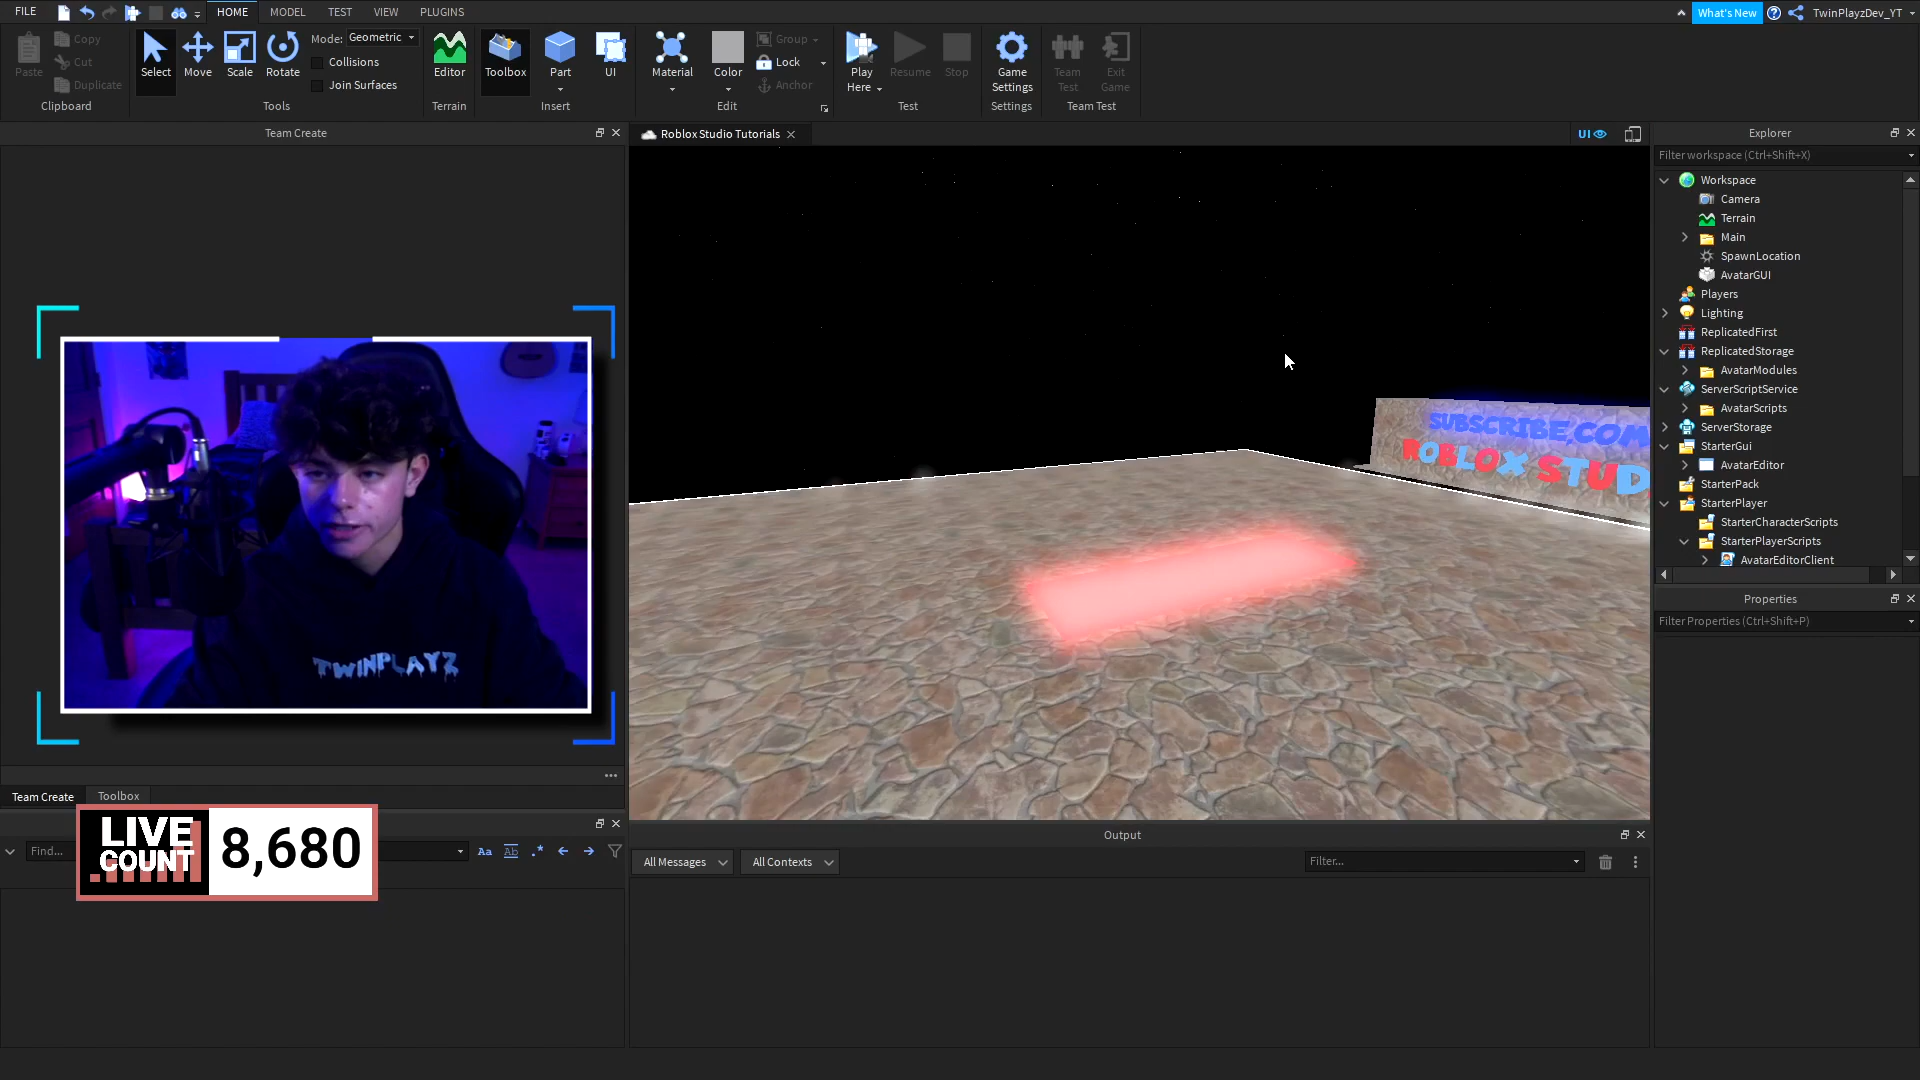 FILE
HOME
MODEL
TEST
VIEW
PLUGINS
What's New
TwinPlayzDev_YT
Paste
Copy
Cut
Duplicate
Clipboard
Select
Move
Scale
Rotate
Mode: Geometric
Collisions
Join Surfaces
Tools
Editor
Terrain
Toolbox
Part
UI
Insert
Material
Color
Group
Lock
Anchor
Edit
Play
Here
Resume
Stop
Test
Game
Settings
Settings
Team
Test
Exit
Game
Team Test
Team Create
Roblox Studio Tutorials
UI
SUBSCRIBE,COM
ROBLOX STUD
TWINPLAYZ
Team Create
Toolbox
LIVE
COUNT
8,680
Find...
Aa
Ab
.*
Output
All Messages
All Contexts
Filter...
Explorer
Filter workspace (Ctrl+Shift+X)
Workspace
Camera
Terrain
Main
SpawnLocation
AvatarGUI
Players
Lighting
ReplicatedFirst
ReplicatedStorage
AvatarModules
ServerScriptService
AvatarScripts
ServerStorage
StarterGui
AvatarEditor
StarterPack
StarterPlayer
StarterCharacterScripts
StarterPlayerScripts
AvatarEditorClient
Properties
Filter Properties (Ctrl+Shift+P)